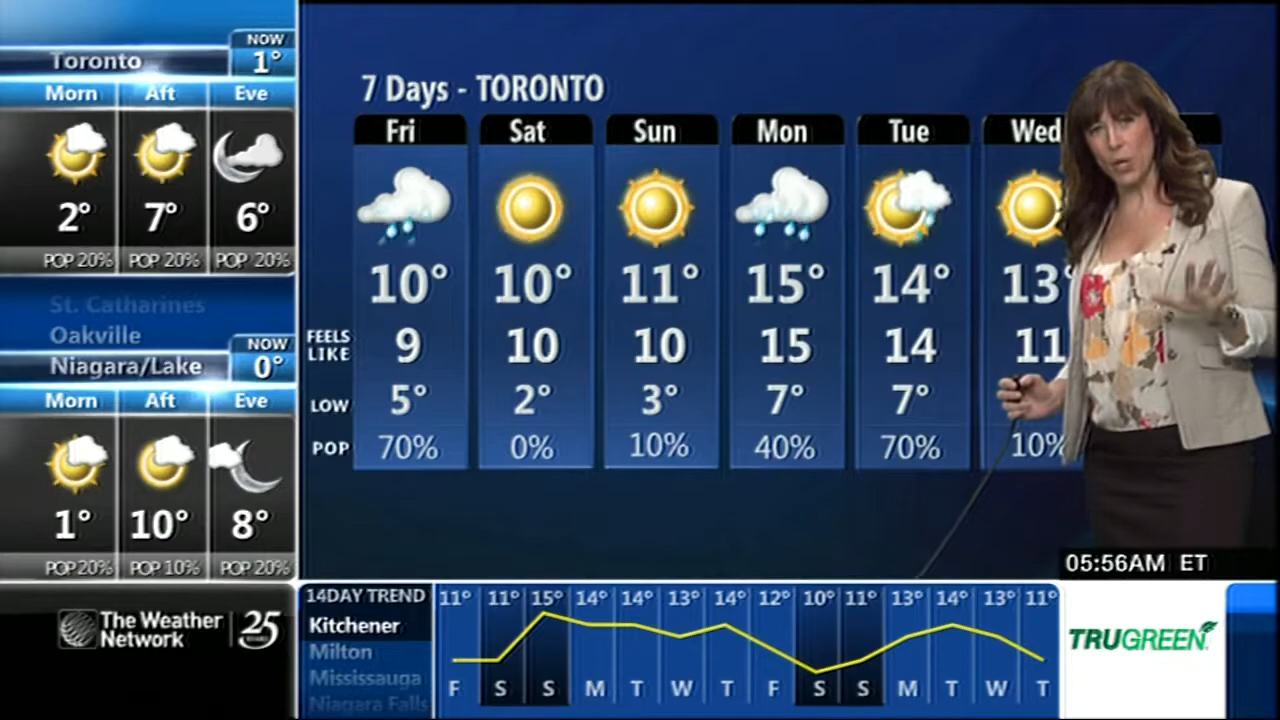 Toronto
NOW
1°
Morn Aft Eve
2° 7° 6°
POP 20% POP 20% POP 20%
St. Catharines
Oakville
Niagara/Lake
NOW
0°
Morn Aft Eve
1° 10° 8°
POP 20% POP 10% POP 20%
The Weather
Network
25
7 Days - TORONTO
Fri Sat Sun Mon Tue Wed
10° 10° 11° 15° 14° 13°
FEELS
LIKE
9 10 10 15 14 11
LOW 5° 2° 3° 7° 7°
POP 70% 0% 10% 40% 70% 10%
05:56AM ET
14DAY TREND
Kitchener
Milton
Mississauga
Niagara Falls
11° 11° 15° 14° 14° 13° 14° 12° 10° 11° 13° 14° 13° 11°
F S S M T W T F S S M T W T
TRUGREEN